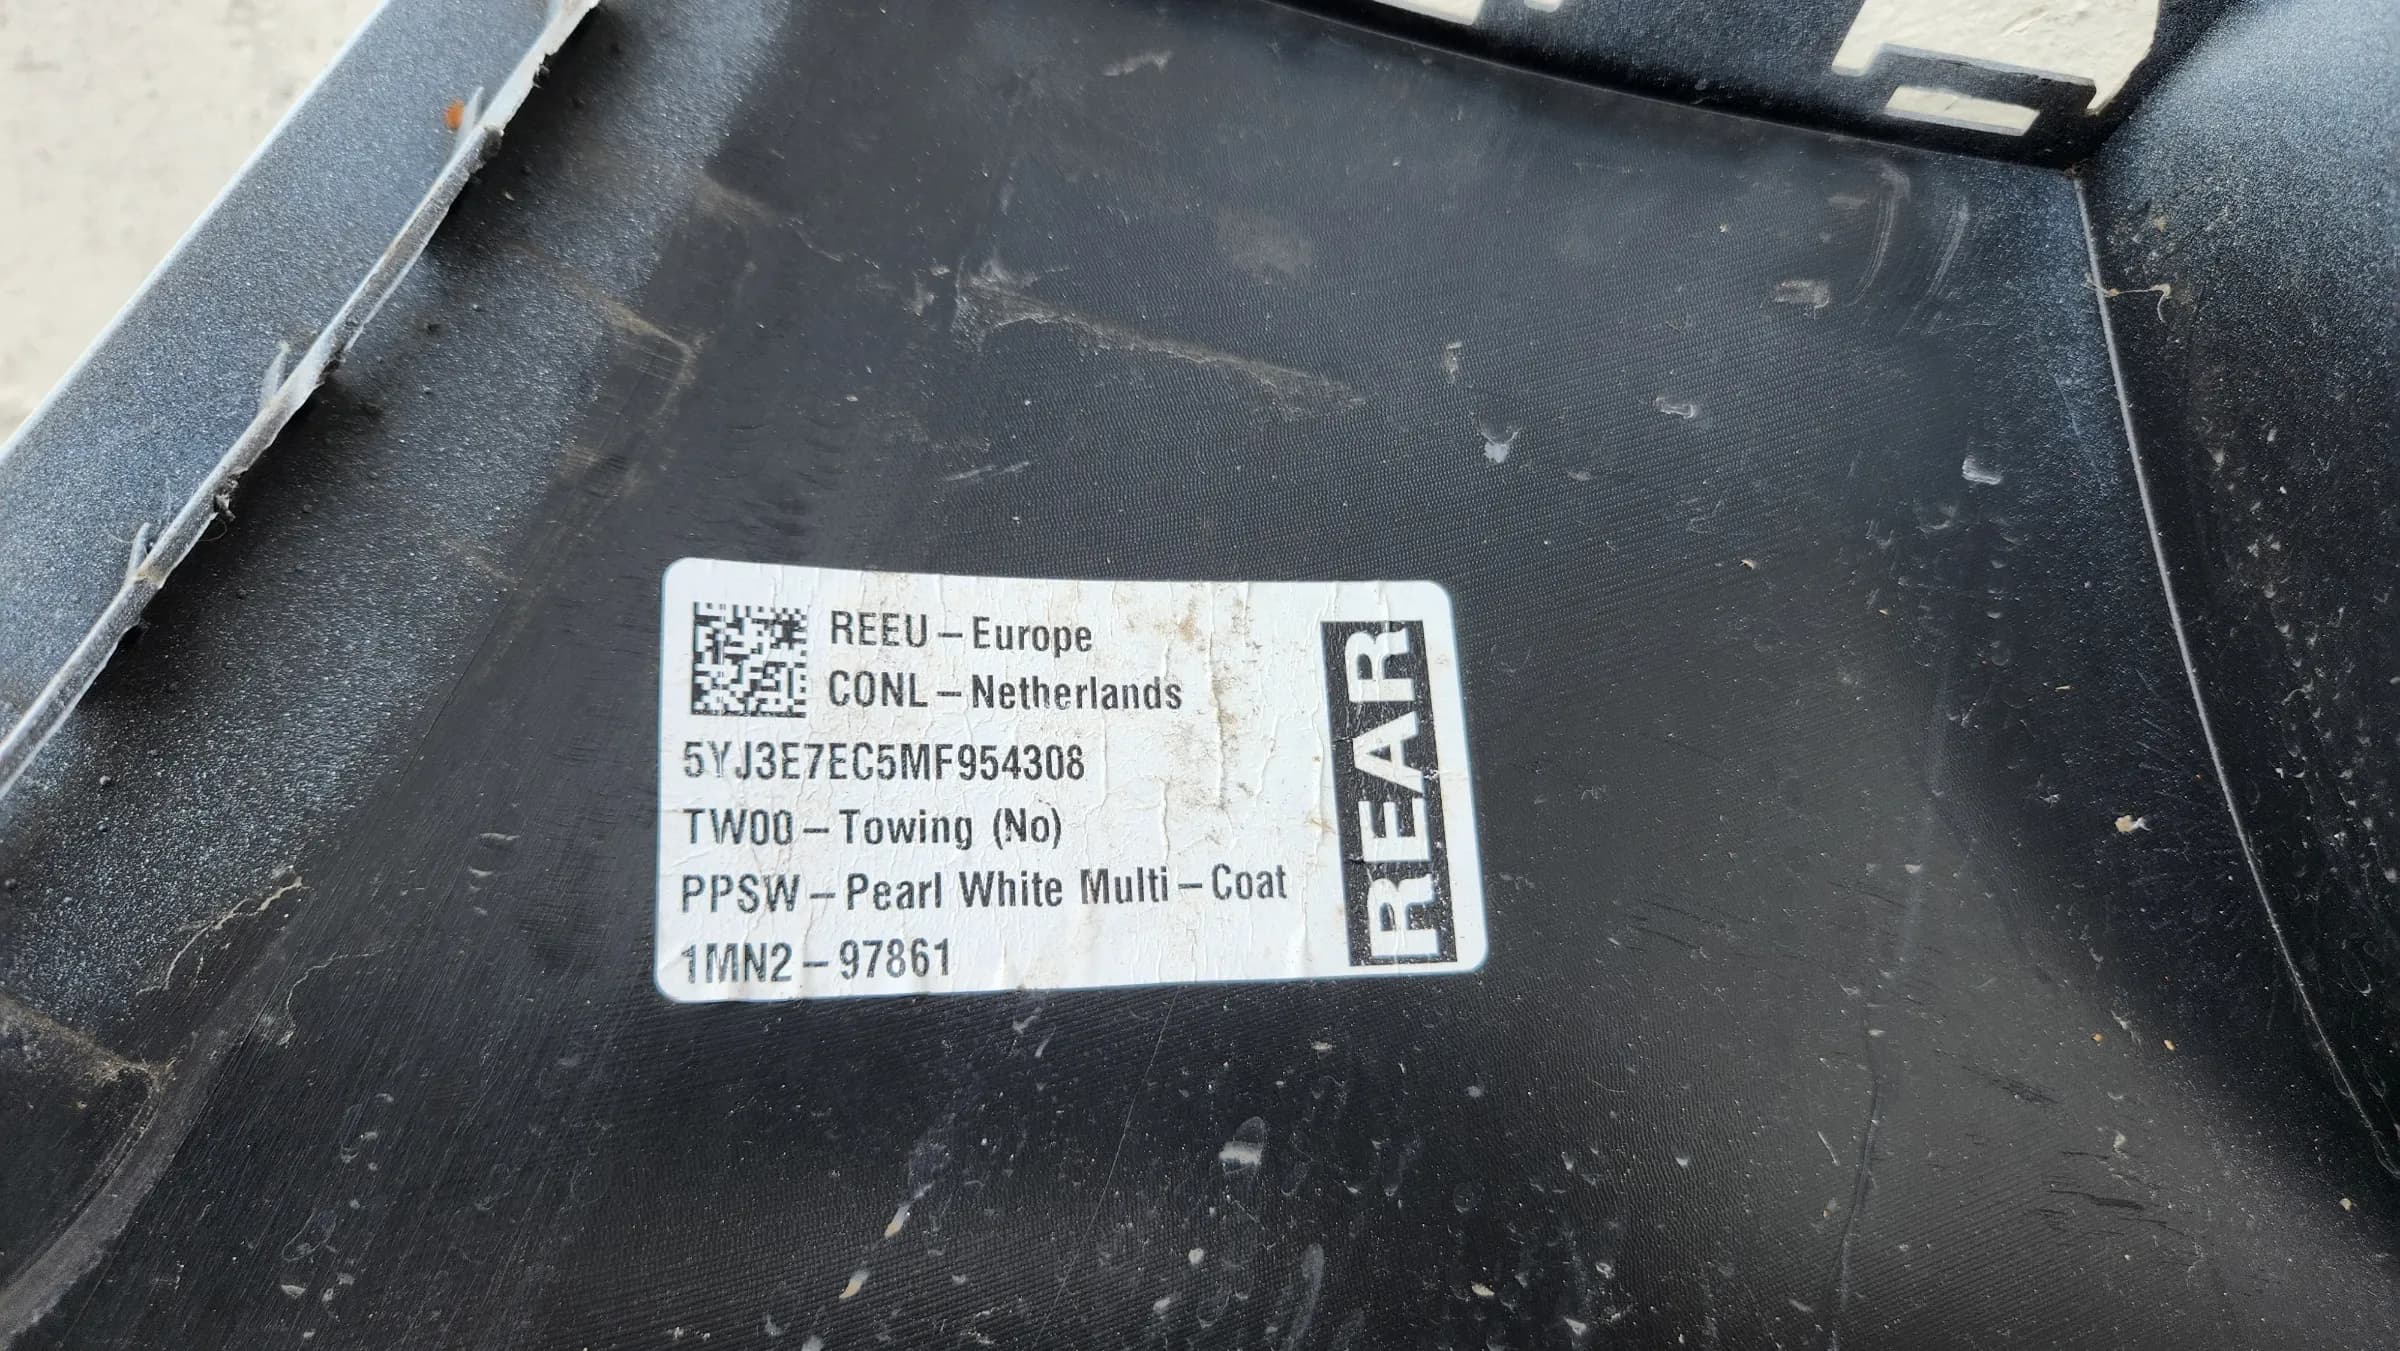 REEU – Europe
CONL – Netherlands
5YJ3E7EC5MF954308
TW00 – Towing (No)
PPSW – Pearl White Multi – Coat
1MN2 – 97861
REAR